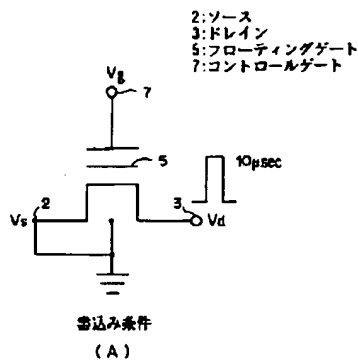 2:ソース
3:ドレイン
5:フローティングゲート
7:コントロールゲート
Vg
7
5
10μsec
Vs
2
3
Vd
書込み条件
(A)